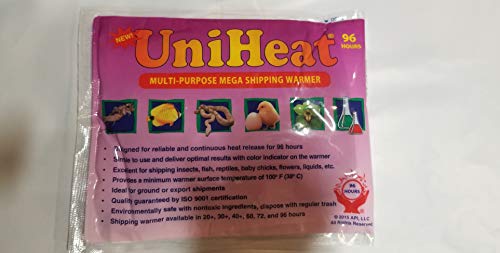 NEW!
UniHeat®
96
HOURS
MULTI-PURPOSE MEGA SHIPPING WARMER
signed for reliable and continuous heat release for 96 hours
Simple to use and deliver optimal results with color indicator on the warmer
Excellent for shipping insects, fish, reptiles, baby chicks, flowers, liquids, etc.
Provides a minimum warmer surface temperature of 100° F (38° C)
Ideal for ground or export shipments
Quality guaranteed by ISO 9001 certification
Environmentally safe with nontoxic ingredients, dispose with regular trash
Shipping warmer available in 20+, 30+, 40+, 60, 72, and 96 hours
96
HOURS
© 2015 API, LLC
All Rights Reserved